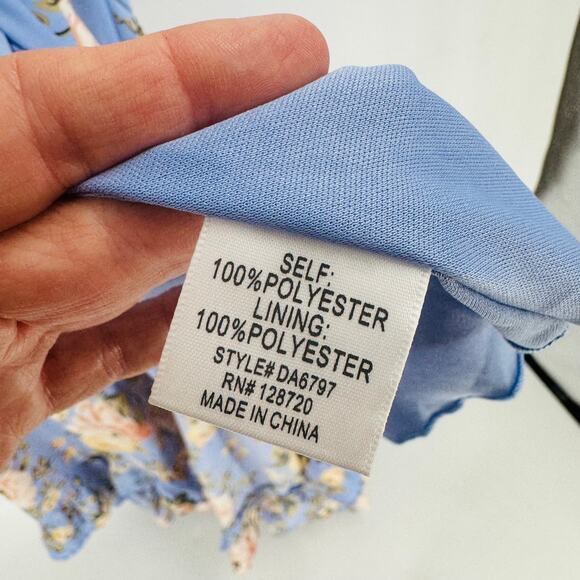 SELF:
100%POLYESTER
LINING:
100%POLYESTER
STYLE# DA6797
RN# 128720
MADE IN CHINA